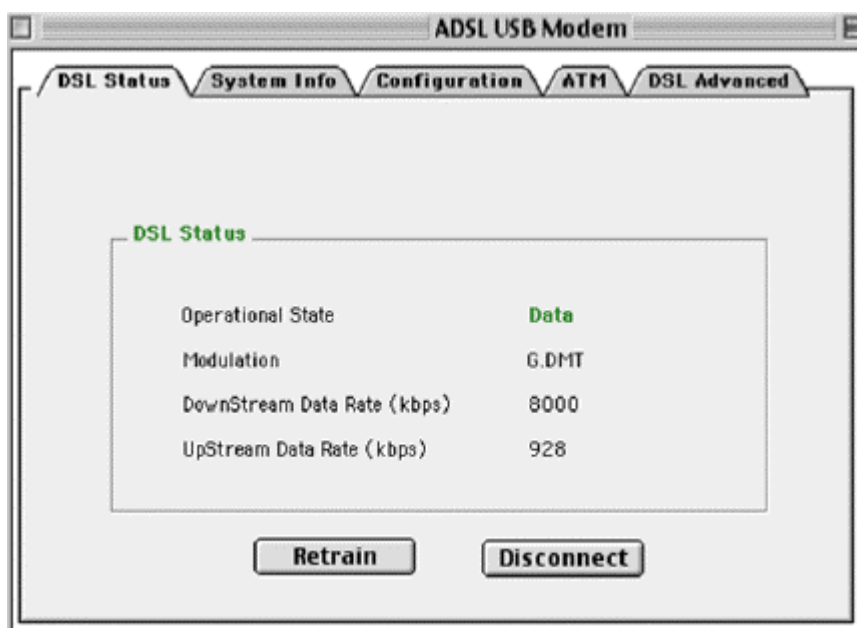 ADSL USB Modem
DSL Status System Info Configuration ATM DSL Advanced
DSL Status
Operational State Data
Modulation G.DMT
DownStream Data Rate (kbps) 8000
UpStream Data Rate (kbps) 928
Retrain Disconnect